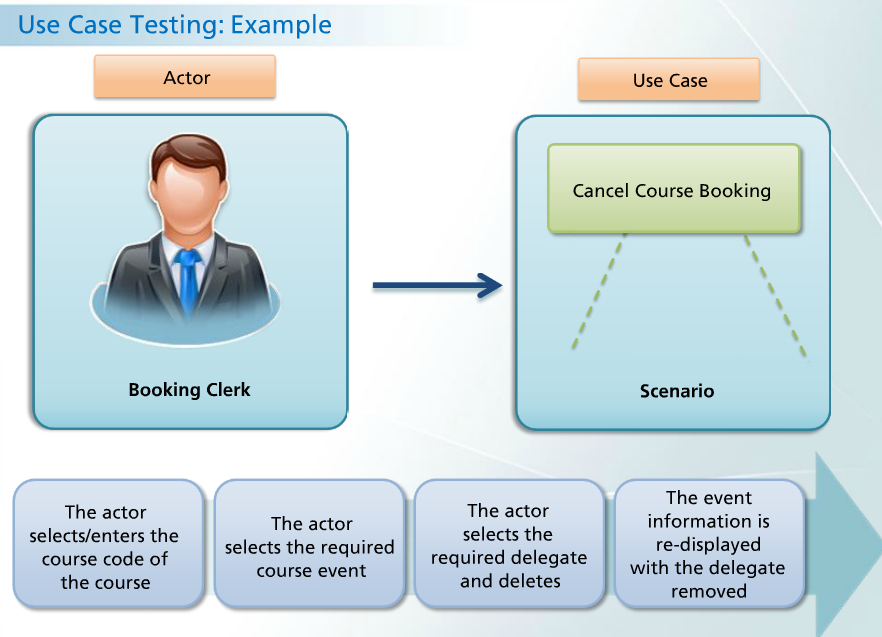 Use Case Testing: Example
Actor
Use Case
Cancel Course Booking
Booking Clerk
Scenario
The actor
selects/enters the
course code of
the course
The actor
selects the required
course event
The actor
selects the
required delegate
and deletes
The event
information is
re-displayed
with the delegate
removed